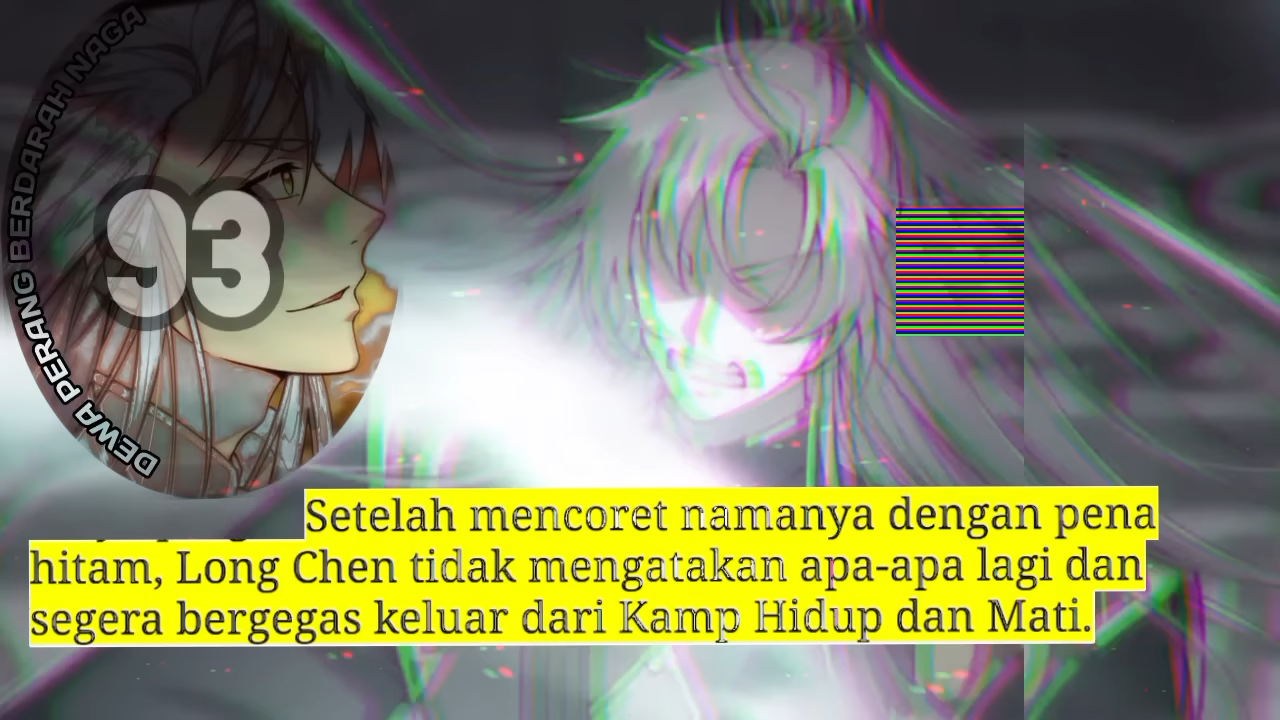 DEWA PERANG BERDARAH NAGA
93
Setelah mencoret namanya dengan pena
hitam, Long Chen tidak mengatakan apa-apa lagi dan
segera bergegas keluar dari Kamp Hidup dan Mati.